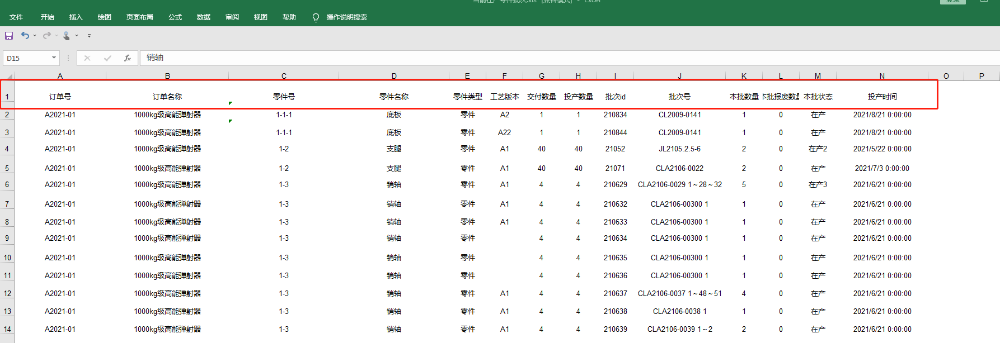 文件 开始 插入 绘图 页面布局 公式 数据 审阅 视图 帮助 操作说明搜索
D15 fx 销轴
A B C D E F G H I J K L M N O P
1 订单号 订单名称 零件号 零件名称 零件类型 工艺版本 交付数量 投产数量 批次id 批次号 本批数量 本批报废数量 本批状态 投产时间
2 A2021-01 1000kg级高能弹射器 1-1-1 底板 零件 A2 1 1 210834 CL2009-0141 1 0 在产 2021/8/21 0:00:00
3 A2021-01 1000kg级高能弹射器 1-1-1 底板 零件 A22 1 1 210844 CL2009-0141 1 0 在产 2021/8/21 0:00:00
4 A2021-01 1000kg级高能弹射器 1-2 支腿 零件 A1 40 40 21052 JL2105.2.5-6 2 0 在产2 2021/5/22 0:00:00
5 A2021-01 1000kg级高能弹射器 1-2 支腿 零件 A1 40 40 21071 CLA2106-0022 2 0 在产 2021/7/3 0:00:00
6 A2021-01 1000kg级高能弹射器 1-3 销轴 零件 A1 4 4 210629 CLA2106-0029 1～28～32 5 0 在产3 2021/6/21 0:00:00
7 A2021-01 1000kg级高能弹射器 1-3 销轴 零件 A1 4 4 210632 CLA2106-00300 1 1 0 在产 2021/6/21 0:00:00
8 A2021-01 1000kg级高能弹射器 1-3 销轴 零件 A1 4 4 210633 CLA2106-00300 1 1 0 在产 2021/6/21 0:00:00
9 A2021-01 1000kg级高能弹射器 1-3 销轴 零件 4 4 210634 CLA2106-00300 1 1 0 在产 2021/6/21 0:00:00
10 A2021-01 1000kg级高能弹射器 1-3 销轴 零件 4 4 210635 CLA2106-00300 1 1 0 在产 2021/6/21 0:00:00
11 A2021-01 1000kg级高能弹射器 1-3 销轴 零件 4 4 210636 CLA2106-00300 1 1 0 在产 2021/6/21 0:00:00
12 A2021-01 1000kg级高能弹射器 1-3 销轴 零件 A1 4 4 210637 CLA2106-0037 1～48～51 4 0 在产 2021/6/21 0:00:00
13 A2021-01 1000kg级高能弹射器 1-3 销轴 零件 A1 4 4 210638 CLA2106-0038 1 1 0 在产 2021/6/21 0:00:00
14 A2021-01 1000kg级高能弹射器 1-3 销轴 零件 A1 4 4 210639 CLA2106-0039 1～2 2 0 在产 2021/6/21 0:00:00